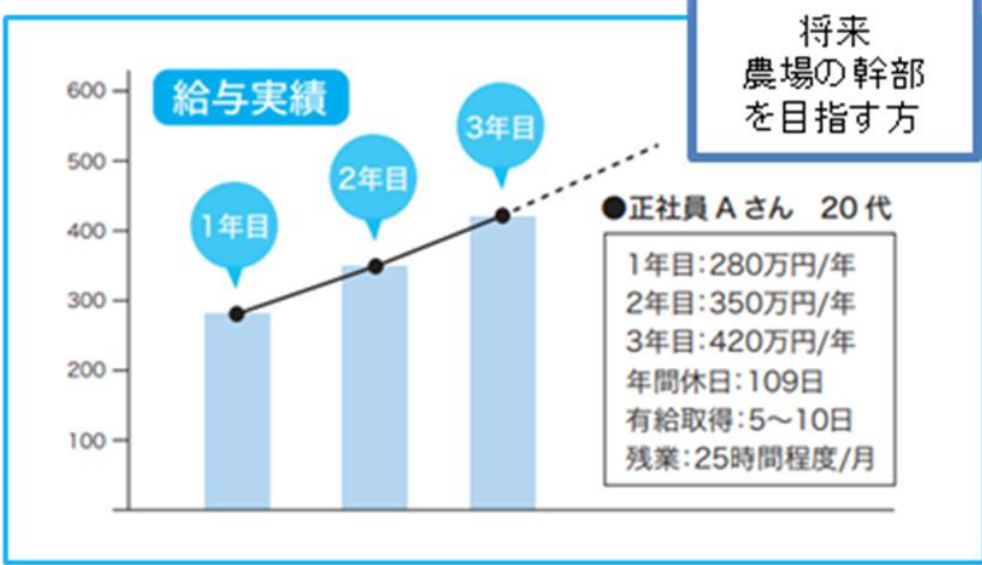 将来
農場の幹部
を目指す方
給与実績
600
500
400
300
200
100
1年目
2年目
3年目
●正社員 A さん 20 代
1年目:280万円/年
2年目:350万円/年
3年目:420万円/年
年間休日:109日
有給取得:5〜10日
残業:25時間程度/月